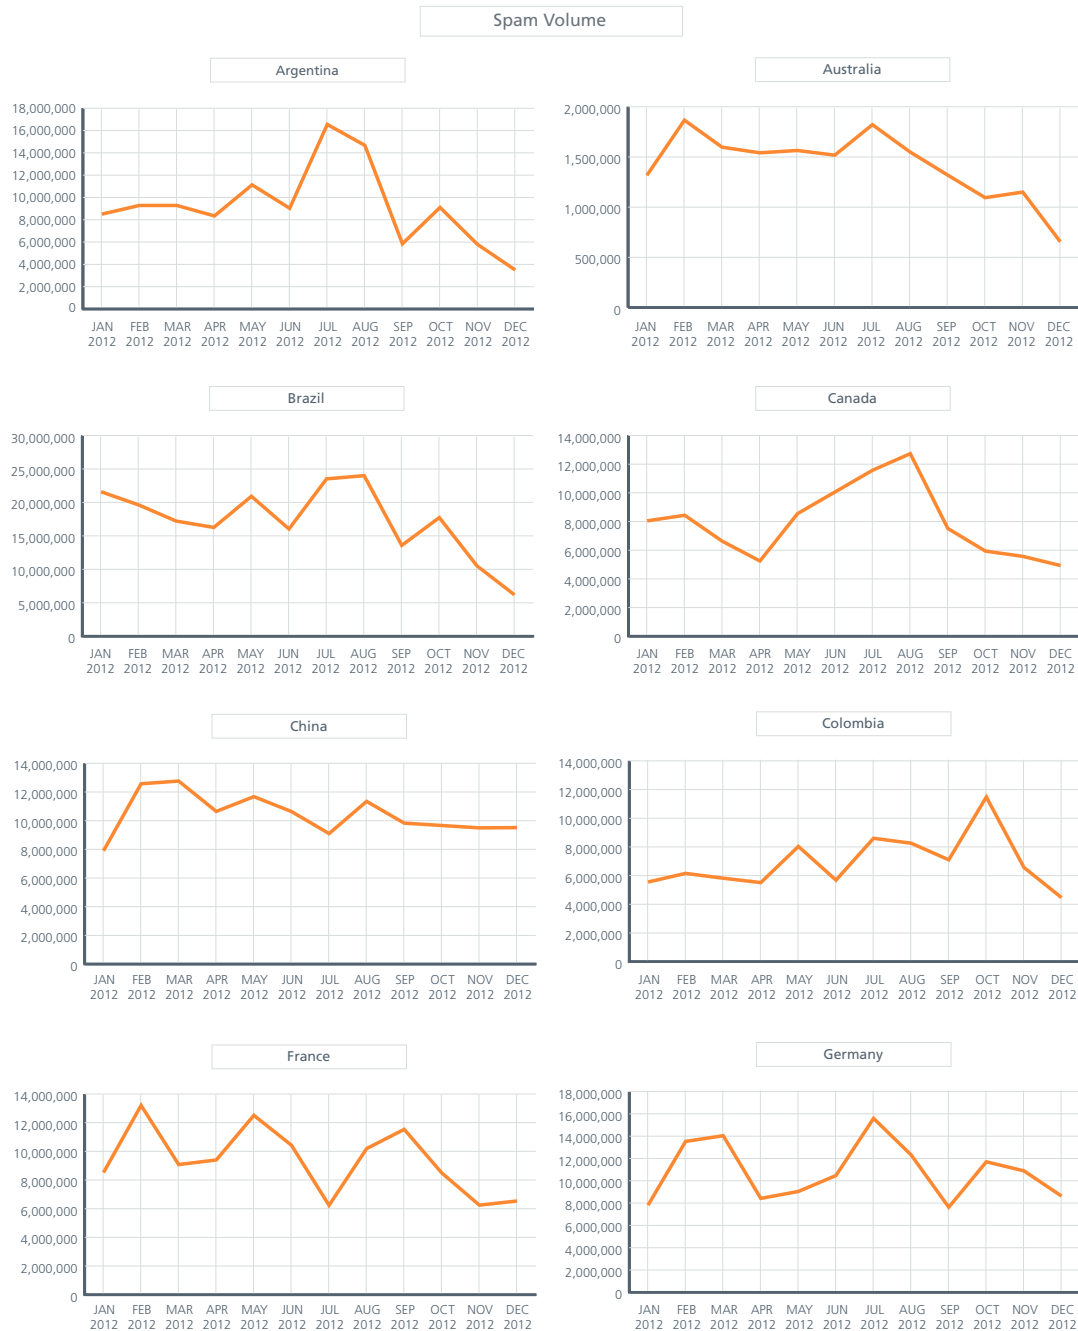 Spam Volume
Argentina
18,000,000
16,000,000
14,000,000
12,000,000
10,000,000
8,000,000
6,000,000
4,000,000
2,000,000
0
JAN FEB MAR APR MAY JUN JUL AUG SEP OCT NOV DEC
2012 2012 2012 2012 2012 2012 2012 2012 2012 2012 2012 2012
Australia
2,000,000
1,500,000
1,000,000
500,000
0
JAN FEB MAR APR MAY JUN JUL AUG SEP OCT NOV DEC
2012 2012 2012 2012 2012 2012 2012 2012 2012 2012 2012 2012
Brazil
30,000,000
25,000,000
20,000,000
15,000,000
10,000,000
5,000,000
0
JAN FEB MAR APR MAY JUN JUL AUG SEP OCT NOV DEC
2012 2012 2012 2012 2012 2012 2012 2012 2012 2012 2012 2012
Canada
14,000,000
12,000,000
10,000,000
8,000,000
6,000,000
4,000,000
2,000,000
0
JAN FEB MAR APR MAY JUN JUL AUG SEP OCT NOV DEC
2012 2012 2012 2012 2012 2012 2012 2012 2012 2012 2012 2012
China
14,000,000
12,000,000
10,000,000
8,000,000
6,000,000
4,000,000
2,000,000
0
JAN FEB MAR APR MAY JUN JUL AUG SEP OCT NOV DEC
2012 2012 2012 2012 2012 2012 2012 2012 2012 2012 2012 2012
Colombia
14,000,000
12,000,000
10,000,000
8,000,000
6,000,000
4,000,000
2,000,000
0
JAN FEB MAR APR MAY JUN JUL AUG SEP OCT NOV DEC
2012 2012 2012 2012 2012 2012 2012 2012 2012 2012 2012 2012
France
14,000,000
12,000,000
10,000,000
8,000,000
6,000,000
4,000,000
2,000,000
0
JAN FEB MAR APR MAY JUN JUL AUG SEP OCT NOV DEC
2012 2012 2012 2012 2012 2012 2012 2012 2012 2012 2012 2012
Germany
18,000,000
16,000,000
14,000,000
12,000,000
10,000,000
8,000,000
6,000,000
4,000,000
2,000,000
0
JAN FEB MAR APR MAY JUN JUL AUG SEP OCT NOV DEC
2012 2012 2012 2012 2012 2012 2012 2012 2012 2012 2012 2012